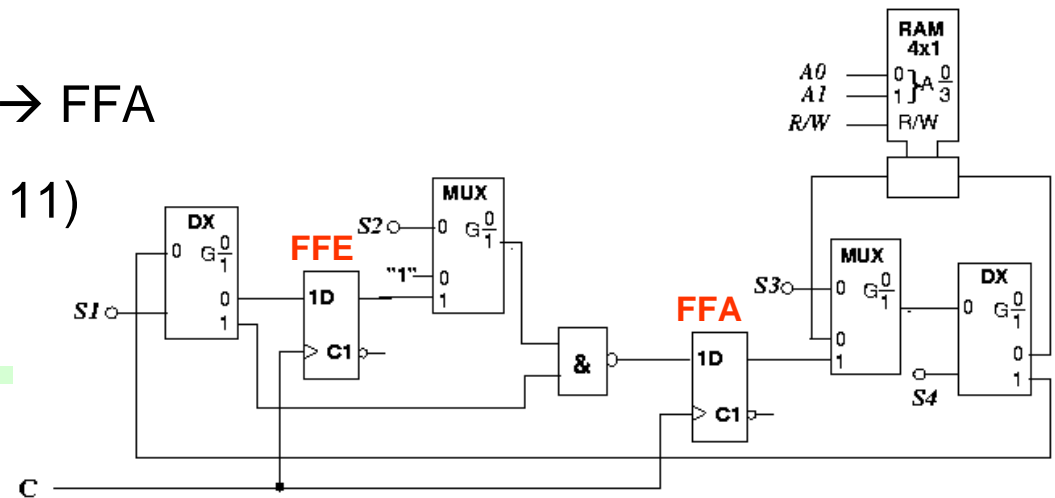 → FFA
11)
RAM
4x1
A0
A1
R/W
0
1
} A 0
3
R/W
DX
0
G 0
1
0
1
S1
FFE
1D
C1
MUX
S2
0
G 0
1
"1"
0
1
&
FFA
1D
C1
MUX
S3
0
G 0
1
0
1
DX
0
G 0
1
0
1
S4
C